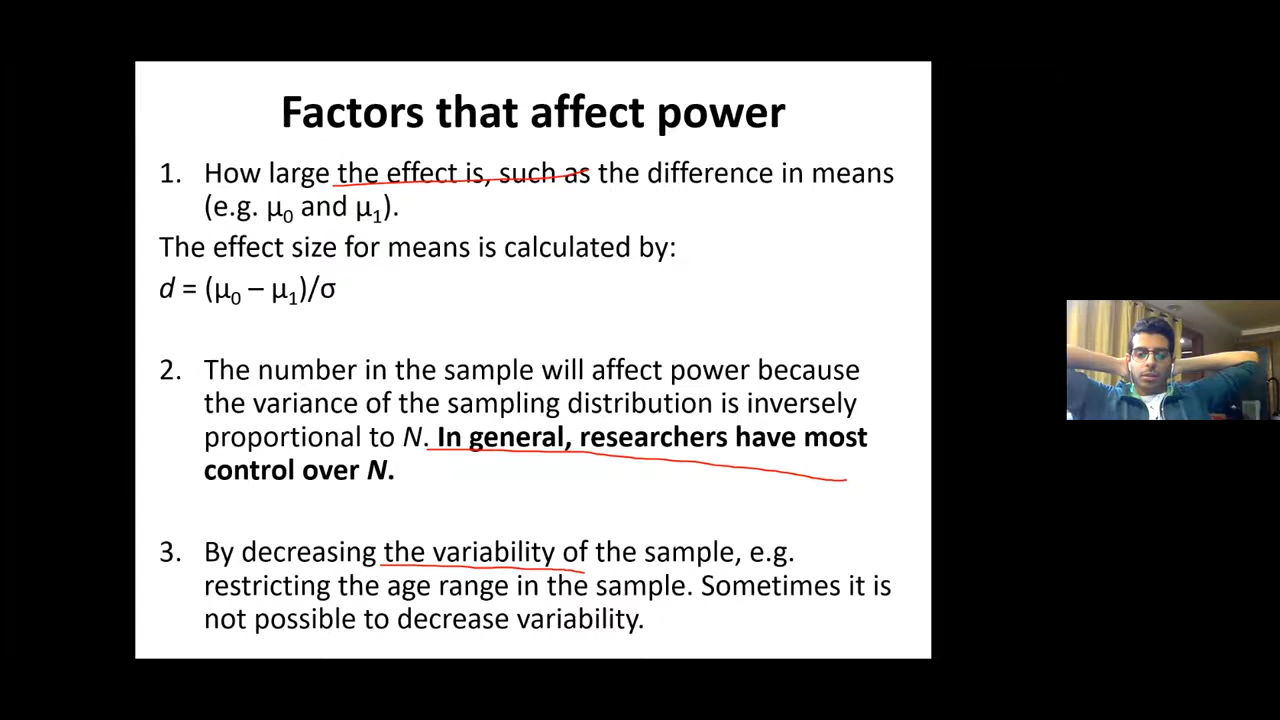 Factors that affect power
1. How large the effect is, such as the difference in means
(e.g. μ₀ and μ₁).
The effect size for means is calculated by:
d = (μ₀ – μ₁)/σ
2. The number in the sample will affect power because
the variance of the sampling distribution is inversely
proportional to N. In general, researchers have most
control over N.
3. By decreasing the variability of the sample, e.g.
restricting the age range in the sample. Sometimes it is
not possible to decrease variability.